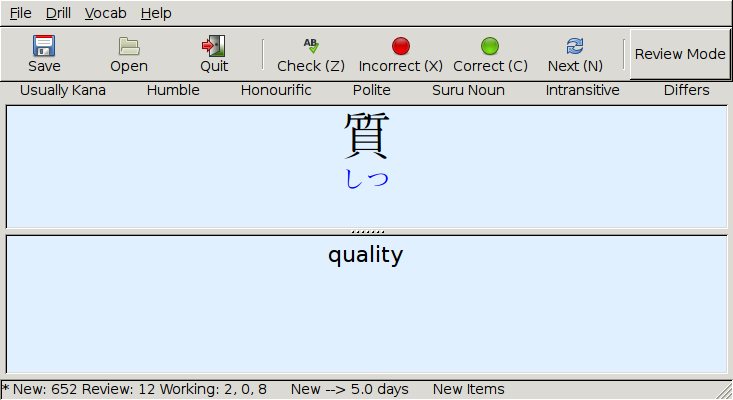 File Drill Vocab Help
Save Open Quit Check (Z) Incorrect (X) Correct (C) Next (N) Review Mode
Usually Kana Humble Honourific Polite Suru Noun Intransitive Differs
質
しつ
quality
* New: 652 Review: 12 Working: 2, 0, 8 New --> 5.0 days New Items